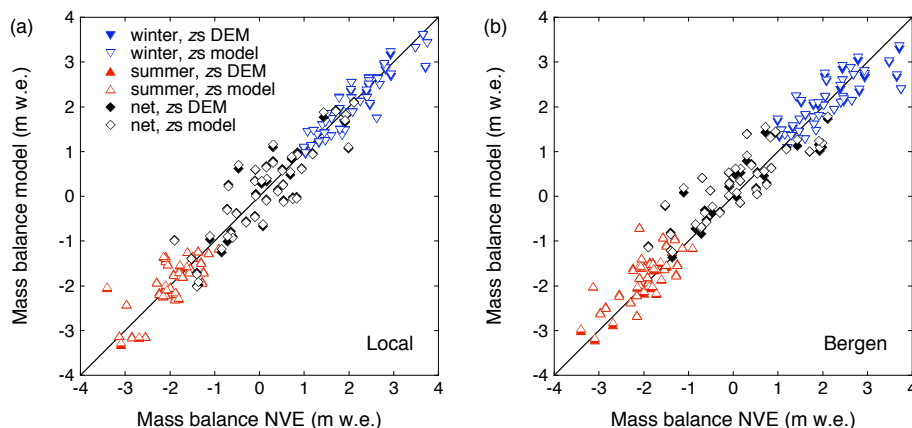 (a)
winter, zs DEM
winter, zs model
summer, zs DEM
summer, zs model
net, zs DEM
net, zs model
Local
4
3
2
1
0
-1
-2
-3
-4
-4 -3 -2 -1 0 1 2 3 4
Mass balance model (m w.e.)
Mass balance NVE (m w.e.)
(b)
Bergen
4
3
2
1
0
-1
-2
-3
-4
-4 -3 -2 -1 0 1 2 3 4
Mass balance model (m w.e.)
Mass balance NVE (m w.e.)